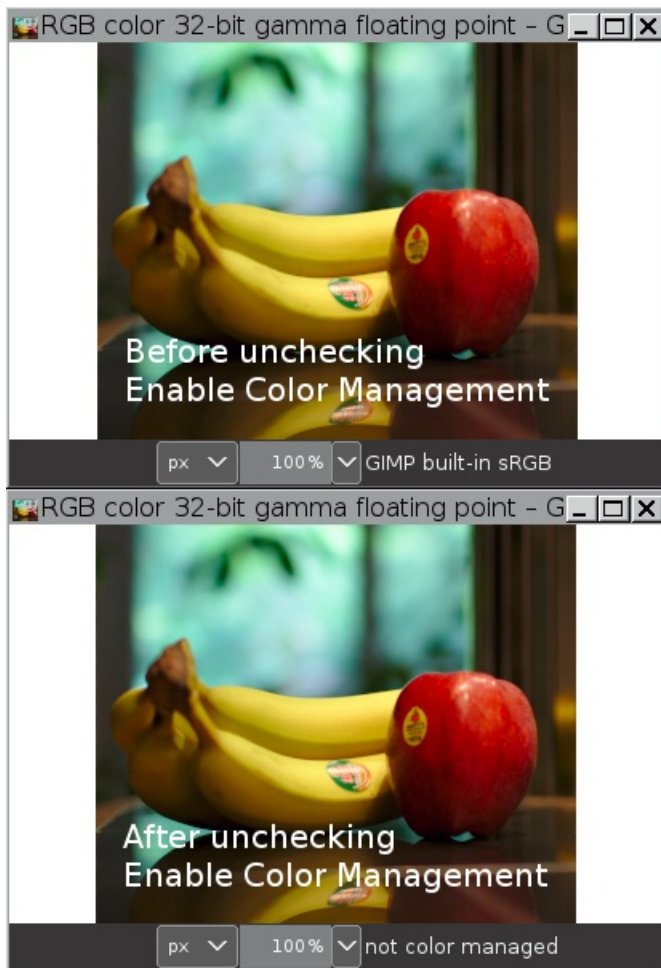 RGB color 32-bit gamma floating point – G
Before unchecking
Enable Color Management
px 100% GIMP built-in sRGB
RGB color 32-bit gamma floating point – G
After unchecking
Enable Color Management
px 100% not color managed